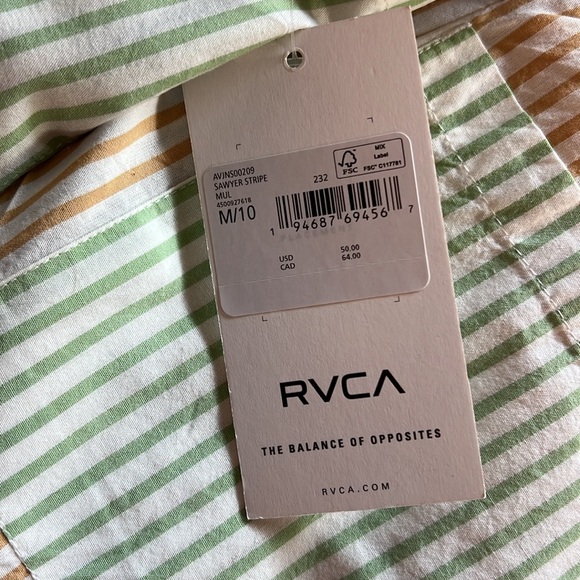 AVJNS00209
SAWYER STRIPE
MUL
4500927618
M/10
232
FSC
MIX
Label
FSC® C117781
1 94687 69456 7
USD 50.00
CAD 64.00
RVCA
THE BALANCE OF OPPOSITES
RVCA.COM